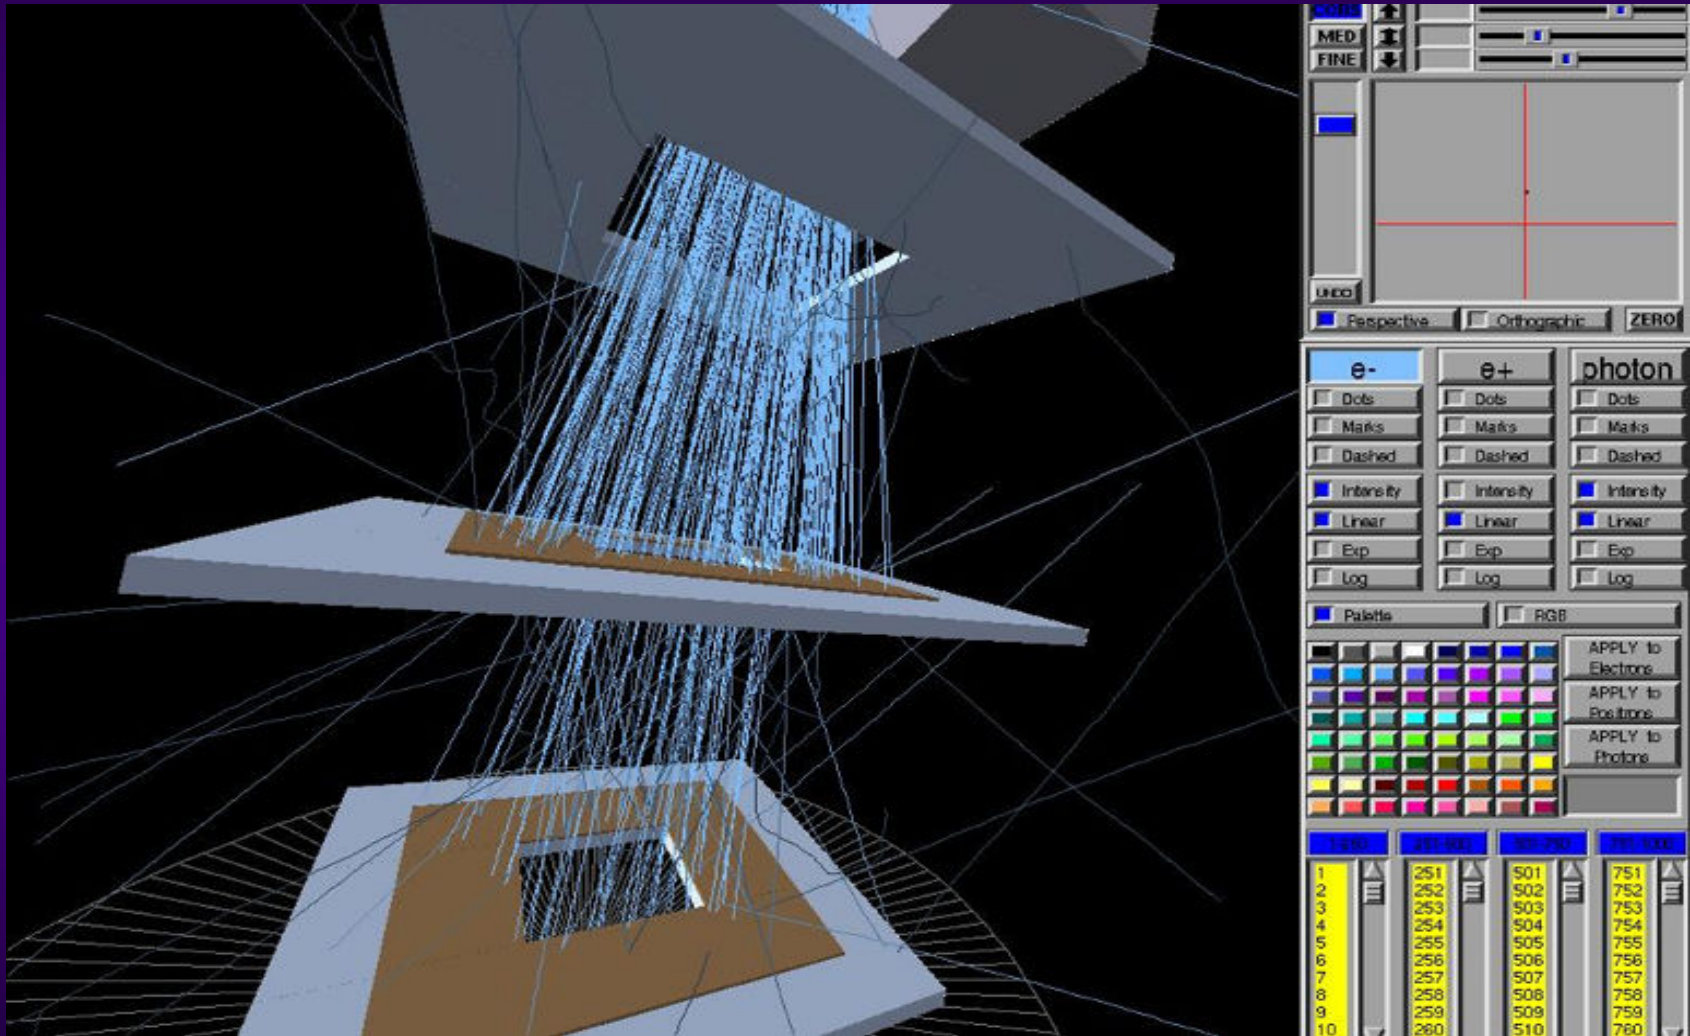 MED
FINE
UNDO
Perspective Orthographic ZERO
e- e+ photon
Dots Dots Dots
Marks Marks Marks
Dashed Dashed Dashed
Intensity Intensity Intensity
Linear Linear Linear
Exp Exp Exp
Log Log Log
Palette RGB
APPLY to
Electrons
APPLY to
Positrons
APPLY to
Photons
1 251 501 751
2 252 502 752
3 253 503 753
4 254 504 754
5 255 505 755
6 256 506 756
7 257 507 757
8 258 508 758
9 259 509 759
10 260 510 760